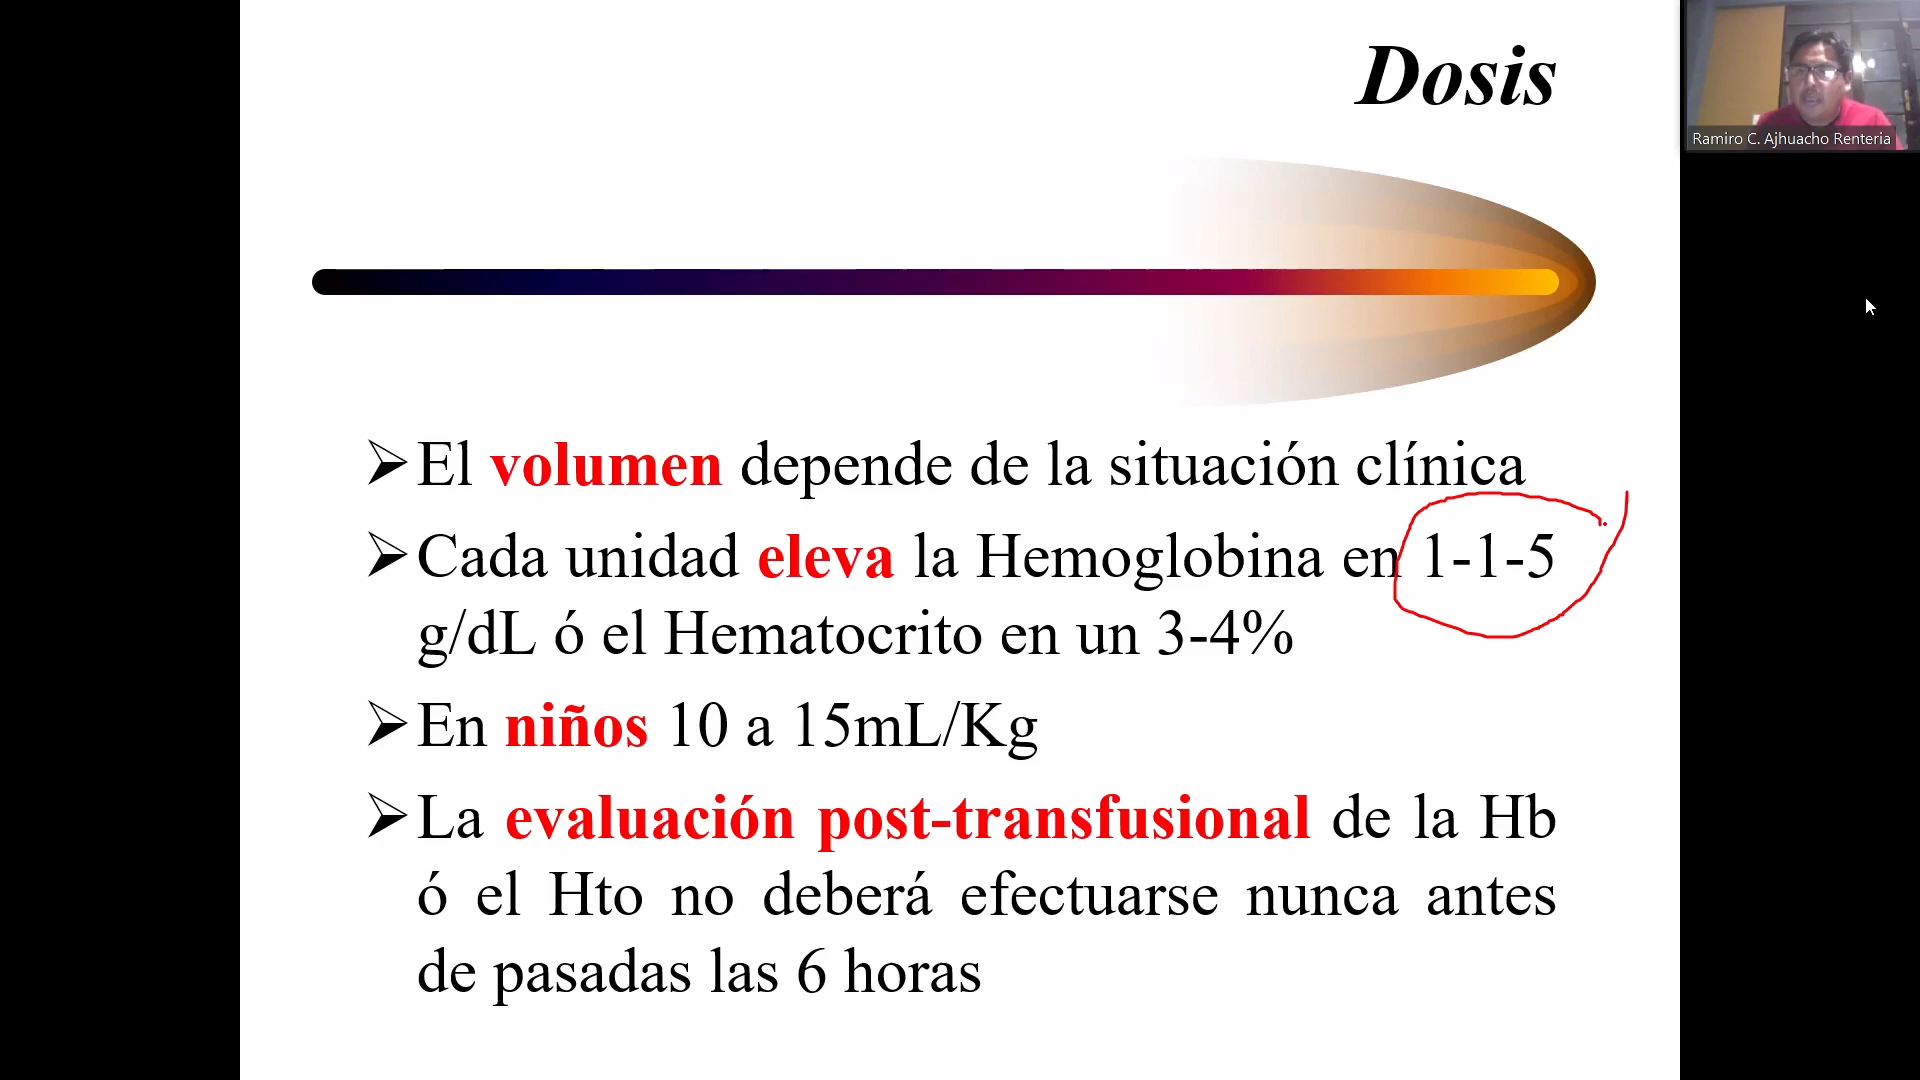 Dosis
Ramiro C. Ajhuacho Renteria
➢El volumen depende de la situación clínica
➢Cada unidad eleva la Hemoglobina en 1-1-5
g/dL ó el Hematocrito en un 3-4%
➢En niños 10 a 15mL/Kg
➢La evaluación post-transfusional de la Hb
ó el Hto no deberá efectuarse nunca antes
de pasadas las 6 horas